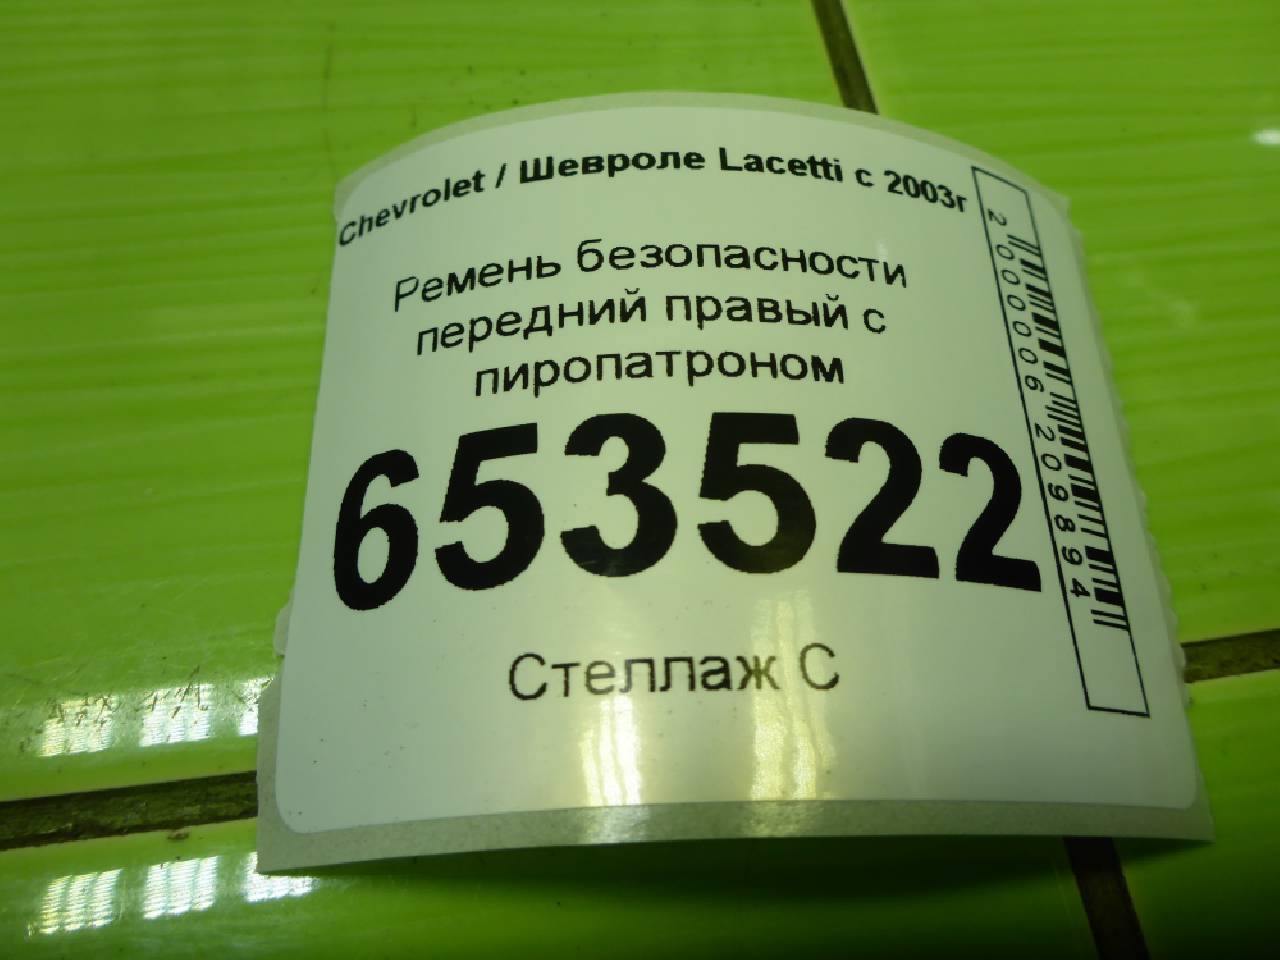 Chevrolet / Шевроле Lacetti с 2003г
Ремень безопасности
передний правый с
пиропатроном
653522
Стеллаж С
2000006209894